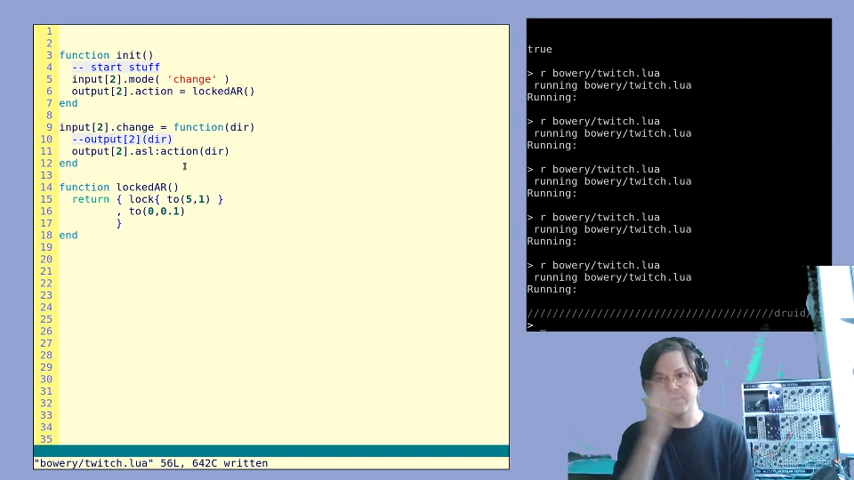 1
2
3 function init()
4 -- start stuff
5 input[2].mode( 'change' )
6 output[2].action = lockedAR()
7 end
8
9 input[2].change = function(dir)
10 --output[2](dir)
11 output[2].asl:action(dir)
12 end
13
14 function lockedAR()
15 return { lock{ to(5,1) }
16 , to(0,0.1)
17 }
18 end
19
20
21
22
23
24
25
26
27
28
29
30
31
32
33
34
35
"bowery/twitch.lua" 56L, 642C written
true
> r bowery/twitch.lua
running bowery/twitch.lua
Running:
> r bowery/twitch.lua
running bowery/twitch.lua
Running:
> r bowery/twitch.lua
running bowery/twitch.lua
Running:
> r bowery/twitch.lua
running bowery/twitch.lua
Running:
> r bowery/twitch.lua
running bowery/twitch.lua
Running:
/////////////////////////////////////////druid/
> _